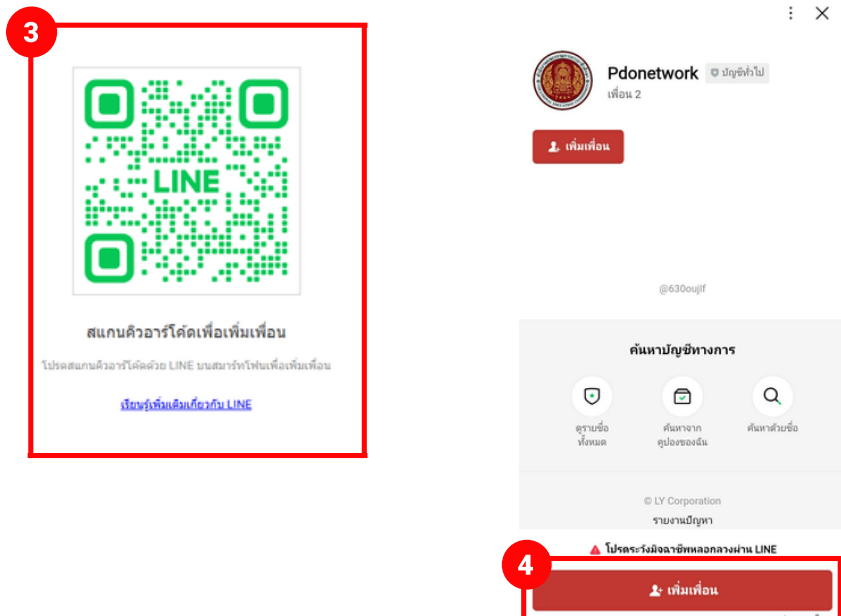 3
LINE
สแกนคิวอาร์โค้ดเพื่อเพิ่มเพื่อน
โปรดสแกนคิวอาร์โค้ดด้วย LINE บนสมาร์ทโฟนเพื่อเพิ่มเพื่อน
เรียนรู้เพิ่มเติมเกี่ยวกับ LINE
Pdonetwork บัญชีทั่วไป
เพื่อน 2
เพิ่มเพื่อน
@630oujlf
ค้นหาบัญชีทางการ
ดูรายชื่อ
ทั้งหมด
ค้นหาจาก
คูปองของฉัน
ค้นหาด้วยชื่อ
© LY Corporation
รายงานปัญหา
โปรดระวังมิจฉาชีพหลอกลวงผ่าน LINE
4
เพิ่มเพื่อน